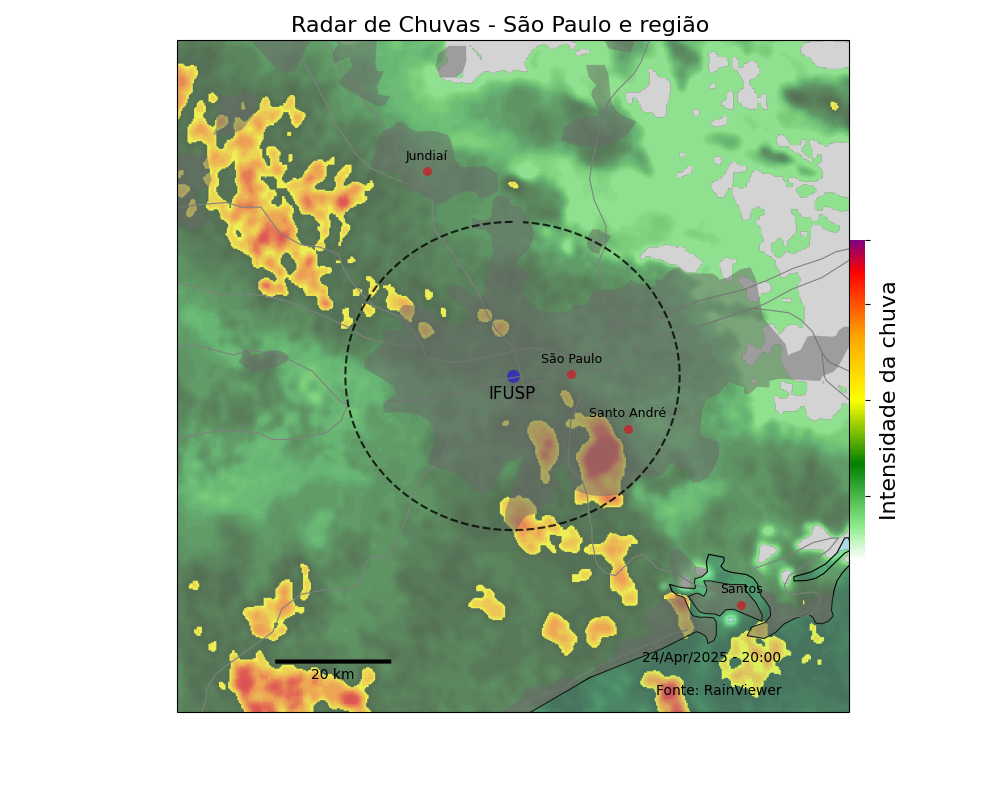 Radar de Chuvas - São Paulo e região
Jundiaí
São Paulo
IFUSP
Santo André
Intensidade da chuva
Santos
24/Apr/2025 - 20:00
20 km
Fonte: RainViewer